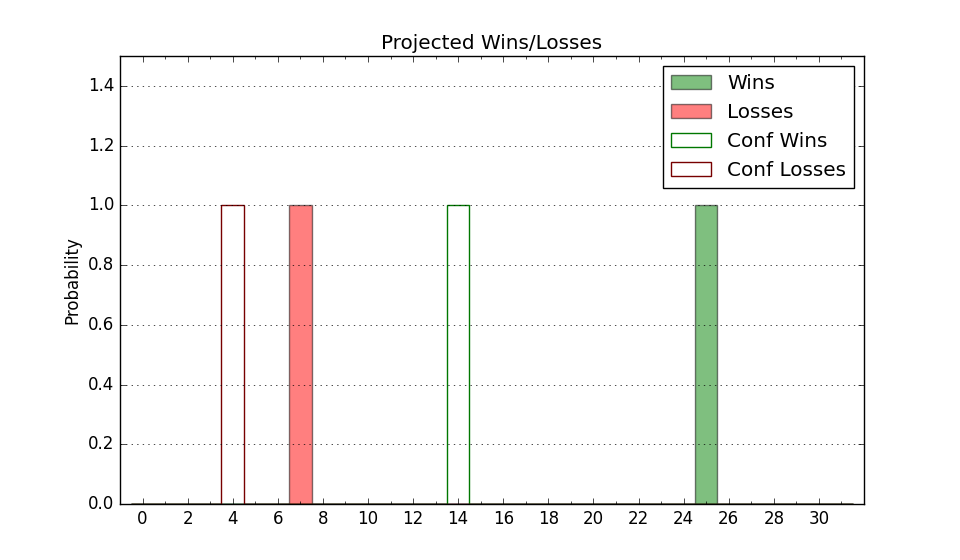 Projected Wins/Losses
Wins
Losses
Conf Wins
Conf Losses
Probability
1.4
1.2
1.0
0.8
0.6
0.4
0.2
0.0
0 2 4 6 8 10 12 14 16 18 20 22 24 26 28 30